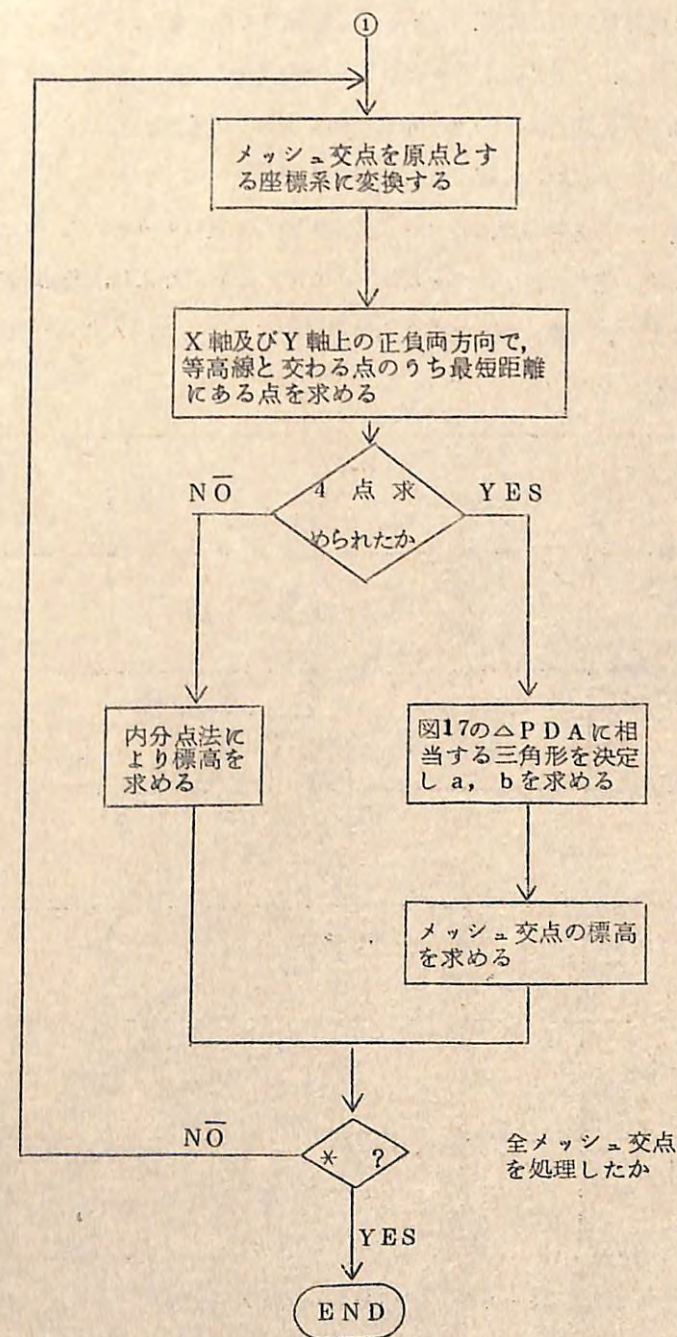 ①
メッシュ交点を原点とす
る座標系に変換する
X軸及びY軸上の正負両方向で,
等高線と交わる点のうち最短距離
にある点を求める
NŌ
4点求
められたか
YES
内分点法に
より標高を
求める
図17の△PDAに相
当する三角形を決定
しa, bを求める
メッシュ交点の標高
を求める
NŌ
* ?
全メッシュ交点
を処理したか
YES
END